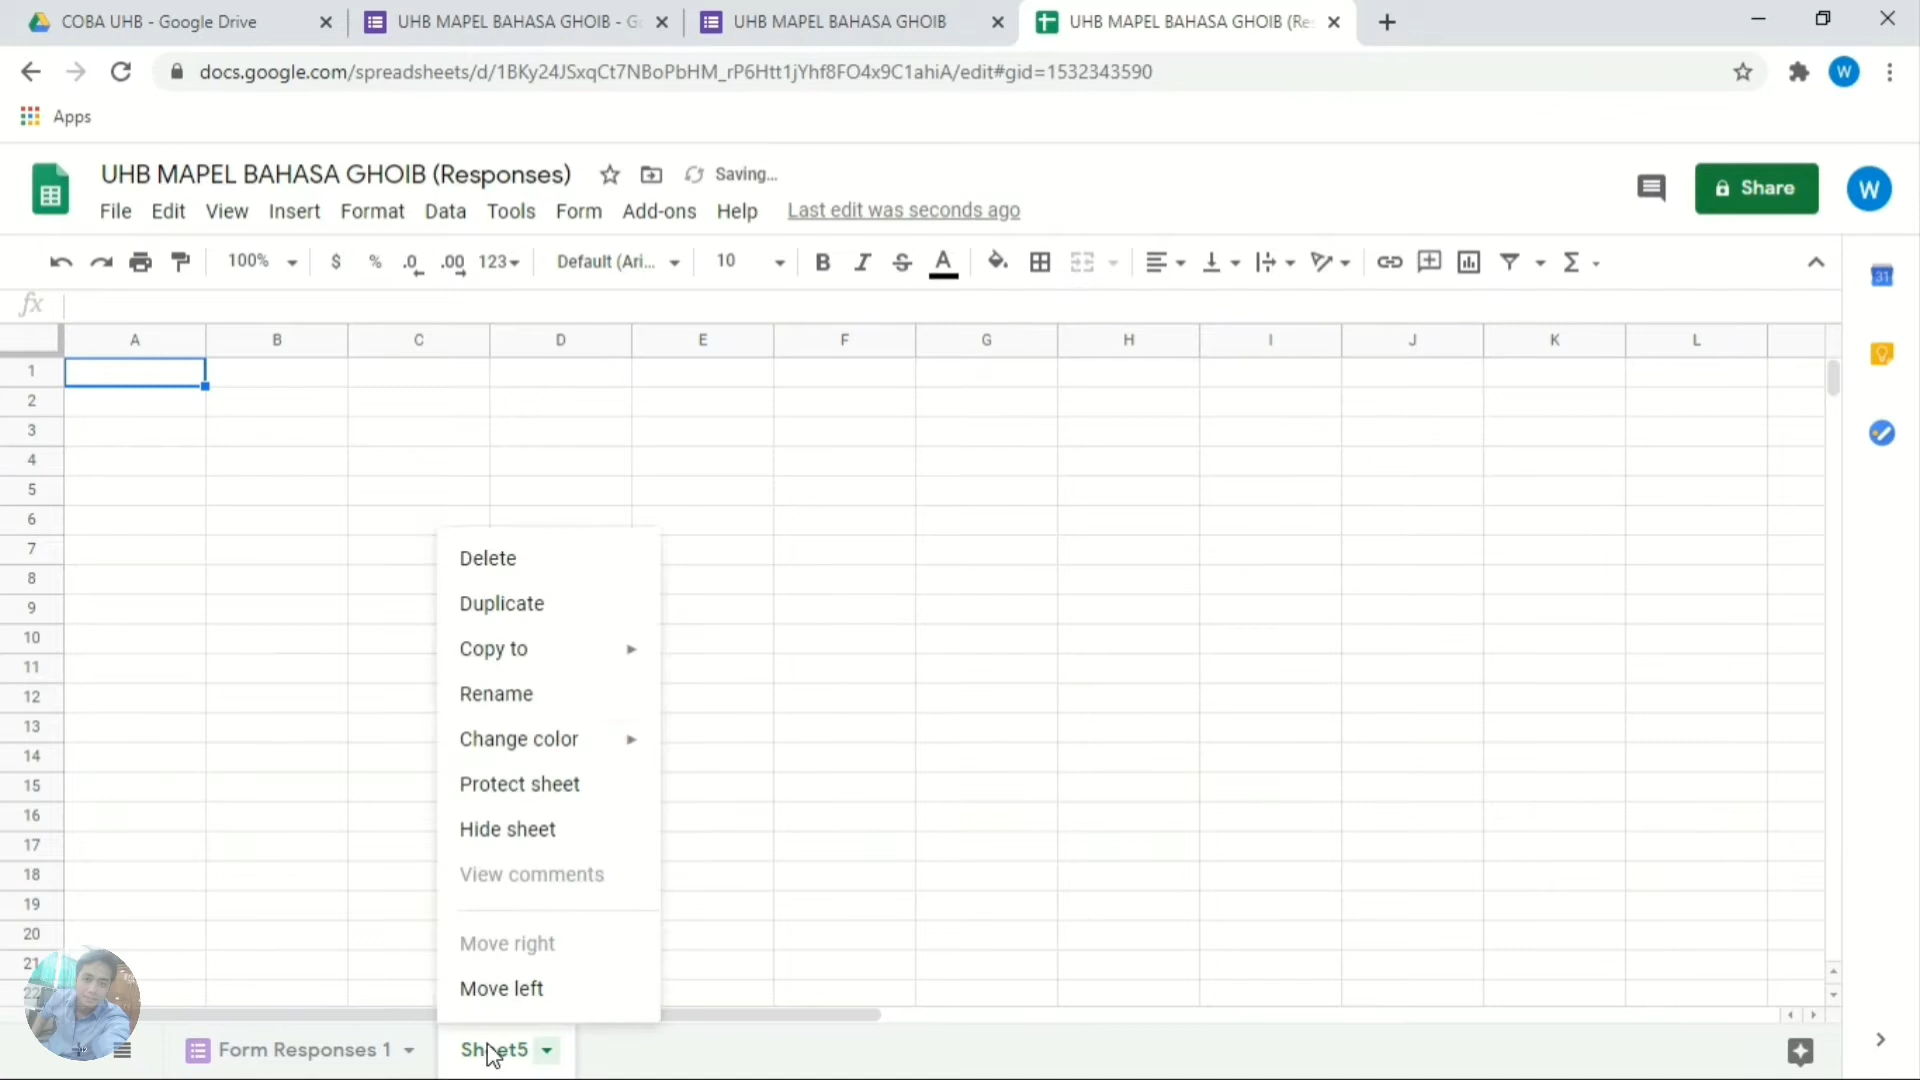 COBA UHB - Google Drive
UHB MAPEL BAHASA GHOIB - G
UHB MAPEL BAHASA GHOIB
UHB MAPEL BAHASA GHOIB (Re
docs.google.com/spreadsheets/d/1BKy24JSxqCt7NBoPbHM_rP6Htt1jYhf8FO4x9C1ahiA/edit#gid=1532343590
W
Apps
UHB MAPEL BAHASA GHOIB (Responses)
Saving...
Share
W
File Edit View Insert Format Data Tools Form Add-ons Help Last edit was seconds ago
100% $ % .0 .00 123 Default (Ari... 10 B I S A Σ
31
fx
A B C D E F G H I J K L
1
2
3
4
5
6
7
8
9
10
11
12
13
14
15
16
17
18
19
20
21
22
Delete
Duplicate
Copy to
Rename
Change color
Protect sheet
Hide sheet
View comments
Move right
Move left
Form Responses 1
Sheet5